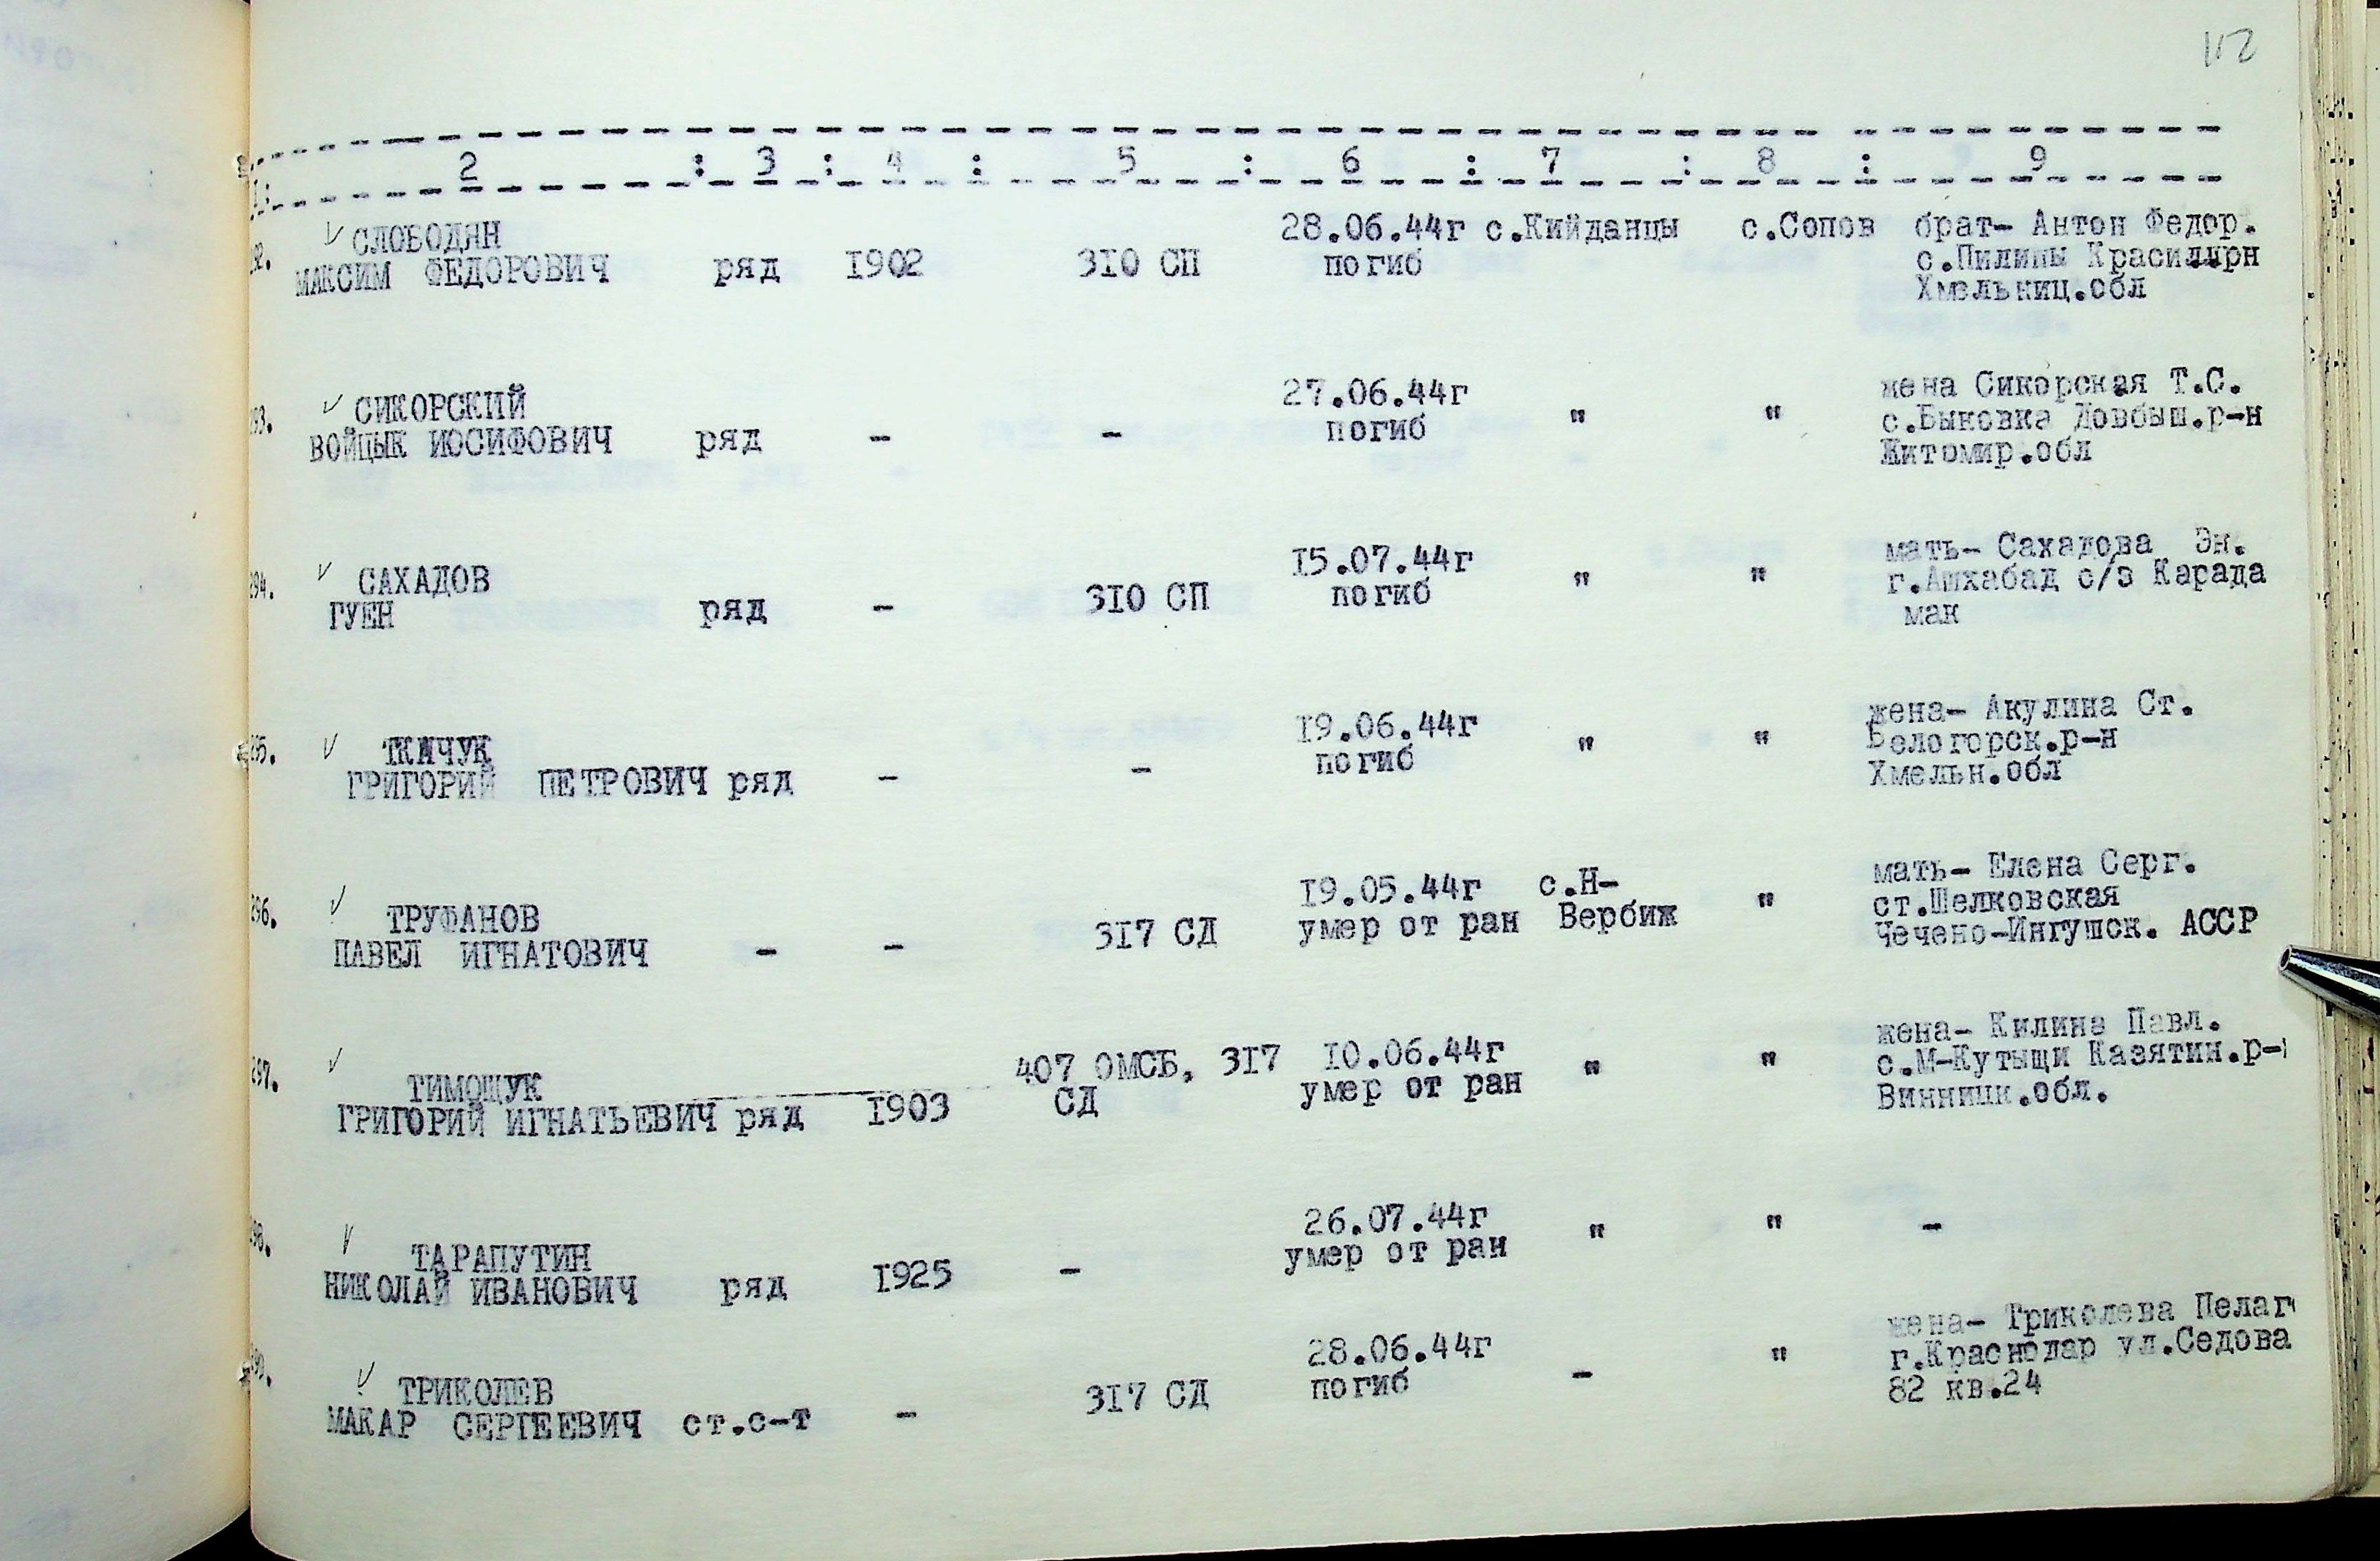 112
2 : 3 : 4 : 5 : 6 : 7 : 8 : 9
СЛОБОДЯН 28.06.44г с.Кийданцы с.Сопов брат- Антон Федор.
МАКСИМ ФЕДОРОВИЧ ряд 1902 310 СП погиб с.Пилипы
Хмельниц.обл
293. СИКОРСКИЙ 27.06.44г " " жена Сикорская Т.С.
ВОЙЦЫК ИОСИФОВИЧ ряд - - погиб с.Быковка Довбыш.р-н
Житомир.обл
294. САХАДОВ 15.07.44г " " мать- Сахадова Эн.
ГУЕН ряд - 310 СП погиб г.Ашхабад с/з Карада
мак
295. ТКАЧУК 19.06.44г " " жена- Акулина Ст.
ГРИГОРИЙ ПЕТРОВИЧ ряд - - погиб Белогорск.р-н
Хмельн.обл
296. ТРУФАНОВ 19.05.44г с.Н- " мать- Елена Серг.
ПАВЕЛ ИГНАТОВИЧ - - 317 СД умер от ран Вербиж ст.Шелковская
Чечено-Ингушск. АССР
297. ТИМОЩУК 407 ОМСБ, 317 10.06.44г " " жена- Килина Павл.
ГРИГОРИЙ ИГНАТЬЕВИЧ ряд 1903 СД умер от ран с.М-Кутыщи Казятин.р-
Винницк.обл.
ТАРАПУТИН 26.07.44г " " -
НИКОЛАЙ ИВАНОВИЧ ряд 1925 - умер от ран
ТРИКОЛЕВ 28.06.44г - " жена- Триколева Пелаг
МАКАР СЕРГЕЕВИЧ ст.с-т - 317 СД погиб г.Краснодар ул.Седова
82 кв.24